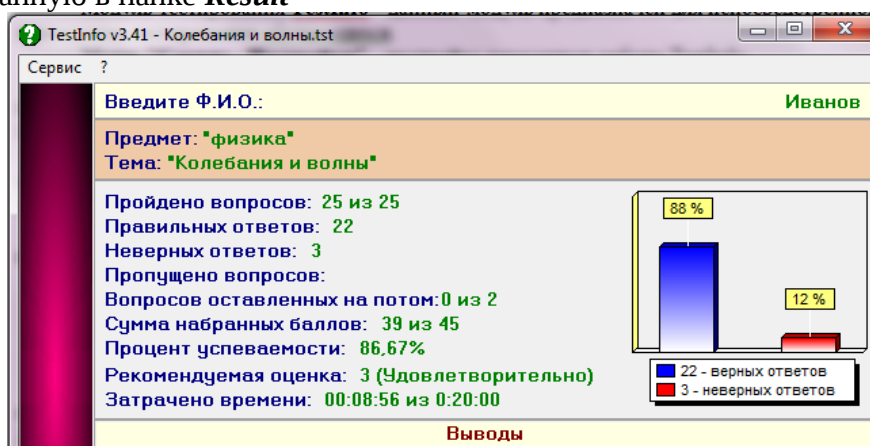 анную в папке Result
TestInfo v3.41 - Колебания и волны.tst
Сервис ?
Введите Ф.И.О.: Иванов
Предмет: "физика"
Тема: "Колебания и волны"
Пройдено вопросов: 25 из 25
Правильных ответов: 22
Неверных ответов: 3
Пропущено вопросов:
Вопросов оставленных на потом:0 из 2
Сумма набранных баллов: 39 из 45
Процент успеваемости: 86,67%
Рекомендуемая оценка: 3 (Удовлетворительно)
Затрачено времени: 00:08:56 из 0:20:00
88 %
12 %
22 - верных ответов
3 - неверных ответов
Выводы